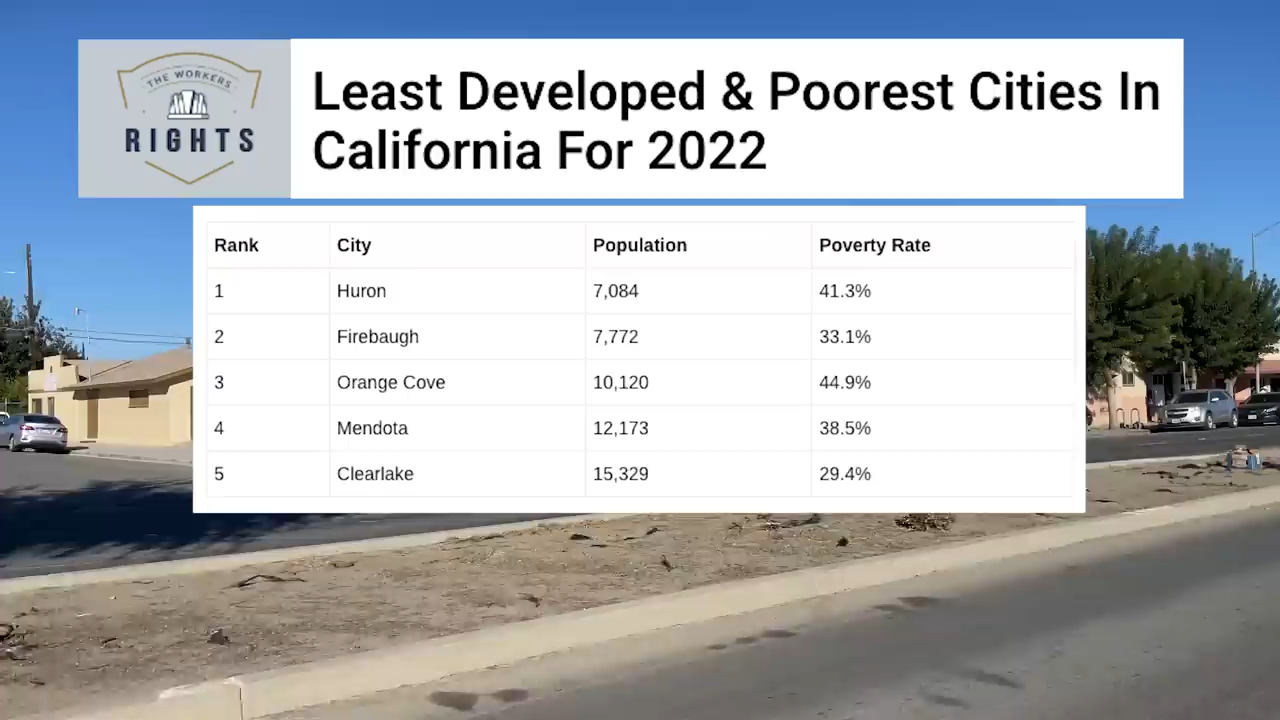 THE WORKERS
RIGHTS
Least Developed & Poorest Cities In
California For 2022
Rank City Population Poverty Rate
1 Huron 7,084 41.3%
2 Firebaugh 7,772 33.1%
3 Orange Cove 10,120 44.9%
4 Mendota 12,173 38.5%
5 Clearlake 15,329 29.4%